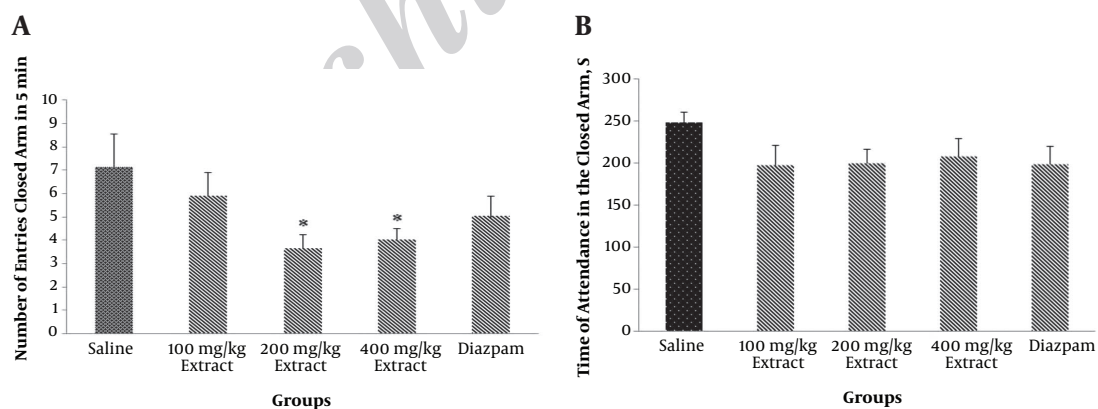 A
Number of Entries Closed Arm in 5 min
10
9
8
7
6
5
4
3
2
1
0
*
*
Saline
100 mg/kg
Extract
200 mg/kg
Extract
400 mg/kg
Extract
Diazpam
Groups
B
Time of Attendance in the Closed Arm, S
300
250
200
150
100
50
0
Saline
100 mg/kg
Extract
200 mg/kg
Extract
400 mg/kg
Extract
Diazpam
Groups